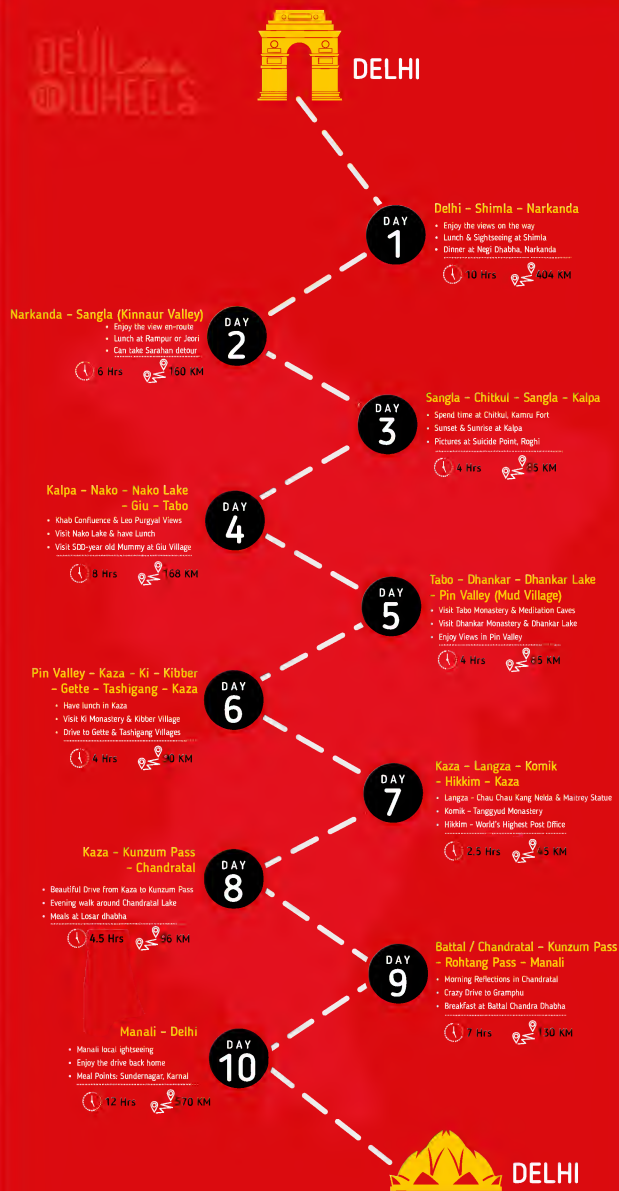 DEVIL
ON WHEELS
DELHI
DAY
1
Delhi – Shimla – Narkanda
• Enjoy the views on the way
• Lunch & Sightseeing at Shimla
• Dinner at Negi Dhabha, Narkanda
10 Hrs 404 KM
Narkanda – Sangla (Kinnaur Valley)
• Enjoy the view en-route
• Lunch at Rampur or Jeori
• Can take Sarahan detour
6 Hrs 160 KM
DAY
2
DAY
3
Sangla – Chitkul – Sangla – Kalpa
• Spend time at Chitkul, Kamru Fort
• Sunset & Sunrise at Kalpa
• Pictures at Suicide Point, Roghi
4 Hrs 85 KM
Kalpa – Nako – Nako Lake
– Giu – Tabo
• Khab Confluence & Leo Purgyal Views
• Visit Nako Lake & have Lunch
• Visit 500-year old Mummy at Giu Village
8 Hrs 168 KM
DAY
4
DAY
5
Tabo – Dhankar – Dhankar Lake
– Pin Valley (Mud Village)
• Visit Tabo Monastery & Meditation Caves
• Visit Dhankar Monastery & Dhankar Lake
• Enjoy Views in Pin Valley
4 Hrs 85 KM
Pin Valley – Kaza – Ki – Kibber
– Gette – Tashigang – Kaza
• Have lunch in Kaza
• Visit Ki Monastery & Kibber Village
• Drive to Gette & Tashigang Villages
4 Hrs 90 KM
DAY
6
DAY
7
Kaza – Langza – Komik
– Hikkim – Kaza
• Langza – Chau Chau Kang Nelda & Maitrey Statue
• Komik – Tanggyud Monastery
• Hikkim – World's Highest Post Office
2.5 Hrs 45 KM
Kaza – Kunzum Pass
– Chandratal
• Beautiful Drive from Kaza to Kunzum Pass
• Evening walk around Chandratal Lake
• Meals at Losar dhabha
4.5 Hrs 96 KM
DAY
8
DAY
9
Battal / Chandratal – Kunzum Pass
– Rohtang Pass – Manali
• Morning Reflections in Chandratal
• Crazy Drive to Gramphu
• Breakfast at Battal Chandra Dhabha
7 Hrs 130 KM
Manali – Delhi
• Manali local ightseeing
• Enjoy the drive back home
• Meal Points: Sundernagar, Karnal
12 Hrs 570 KM
DAY
10
DELHI